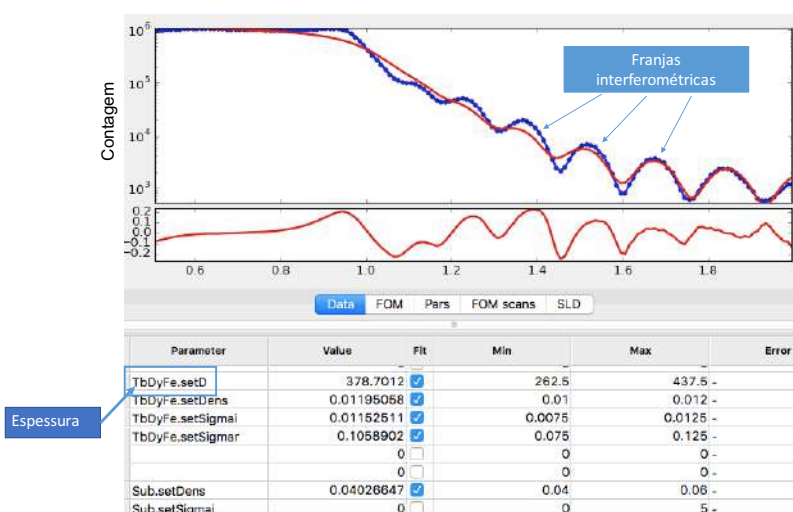 10^6
10^5
10^4
10^3
Contagem
Franjas
interferométricas
0.2
0.1
0.0
−0.1
−0.2
0.6 0.8 1.0 1.2 1.4 1.6 1.8
Data FOM Pars FOM scans SLD
Parameter Value Fit Min Max Error
TbDyFe.setD 378.7012 262.5 437.5 -
TbDyFe.setDens 0.01195058 0.01 0.012 -
TbDyFe.setSigmai 0.01152511 0.0075 0.0125 -
TbDyFe.setSigmar 0.1058902 0.075 0.125 -
0 0 0 -
0 0 0 -
Sub.setDens 0.04026647 0.04 0.06 -
Sub.setSigmai 0 0 5 -
Espessura